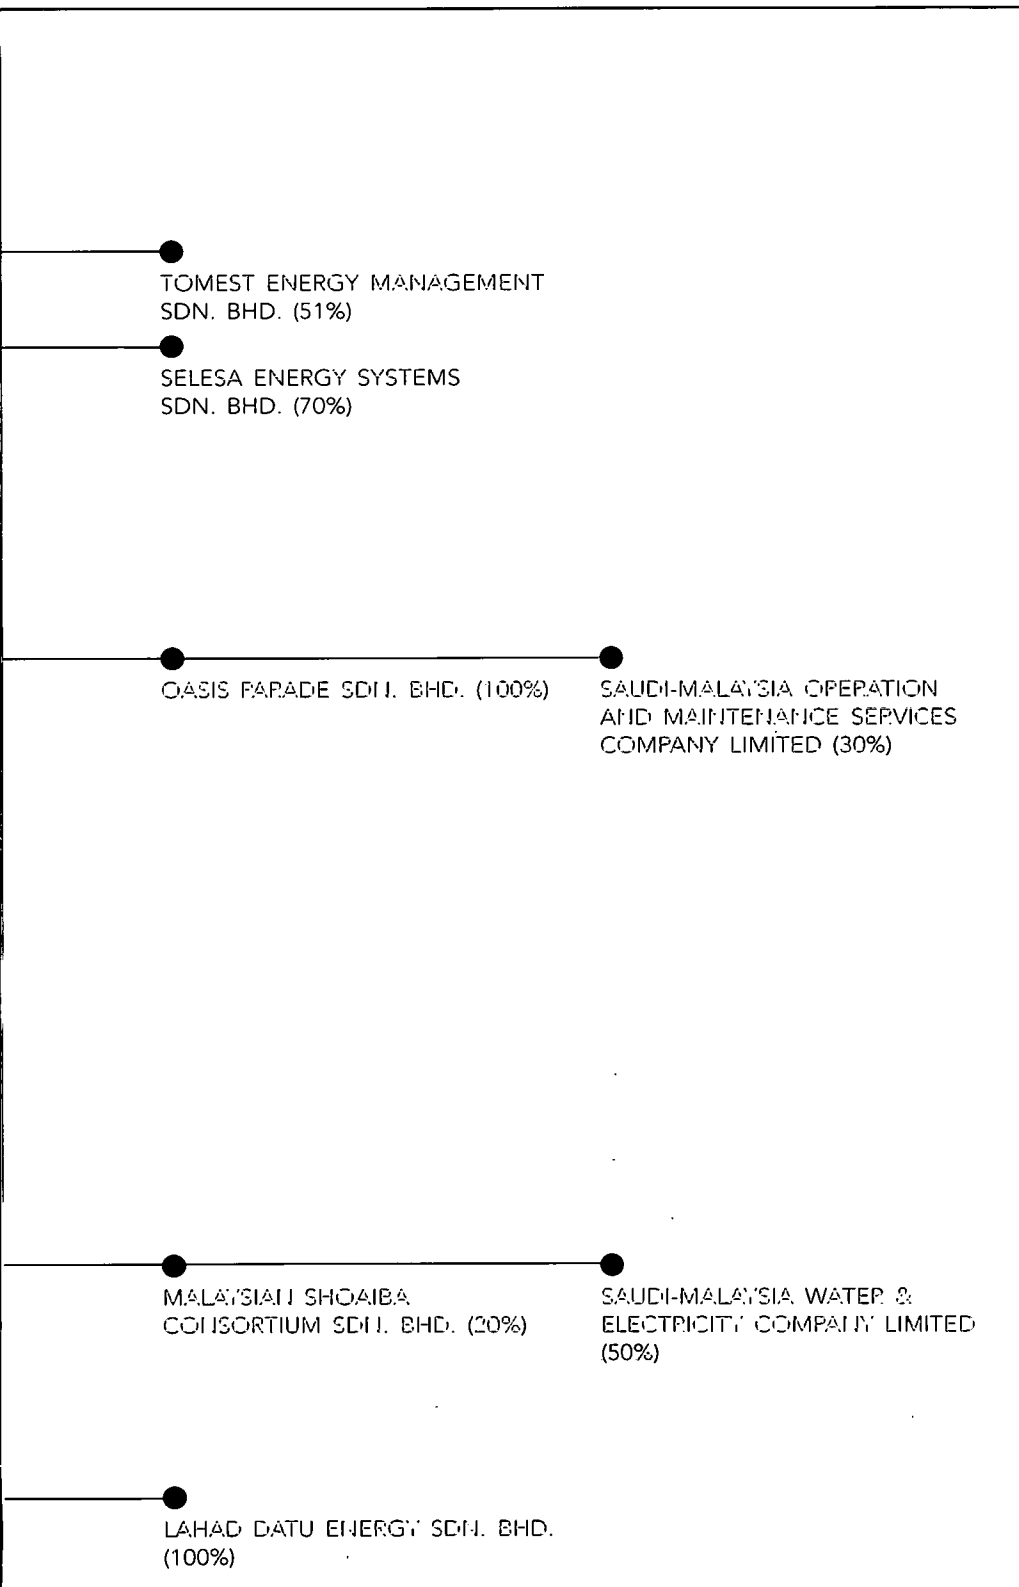 TOMEST ENERGY MANAGEMENT
SDN. BHD. (51%)
SELESA ENERGY SYSTEMS
SDN. BHD. (70%)
OASIS PARADE SDN. BHD. (100%)
SAUDI-MALAYSIA OPERATION
AND MAINTENANCE SERVICES
COMPANY LIMITED (30%)
MALAYSIAN SHOAIBA
CONSORTIUM SDN. BHD. (20%)
SAUDI-MALAYSIA WATER &
ELECTRICITY COMPANY LIMITED
(50%)
LAHAD DATU ENERGY SDN. BHD.
(100%)